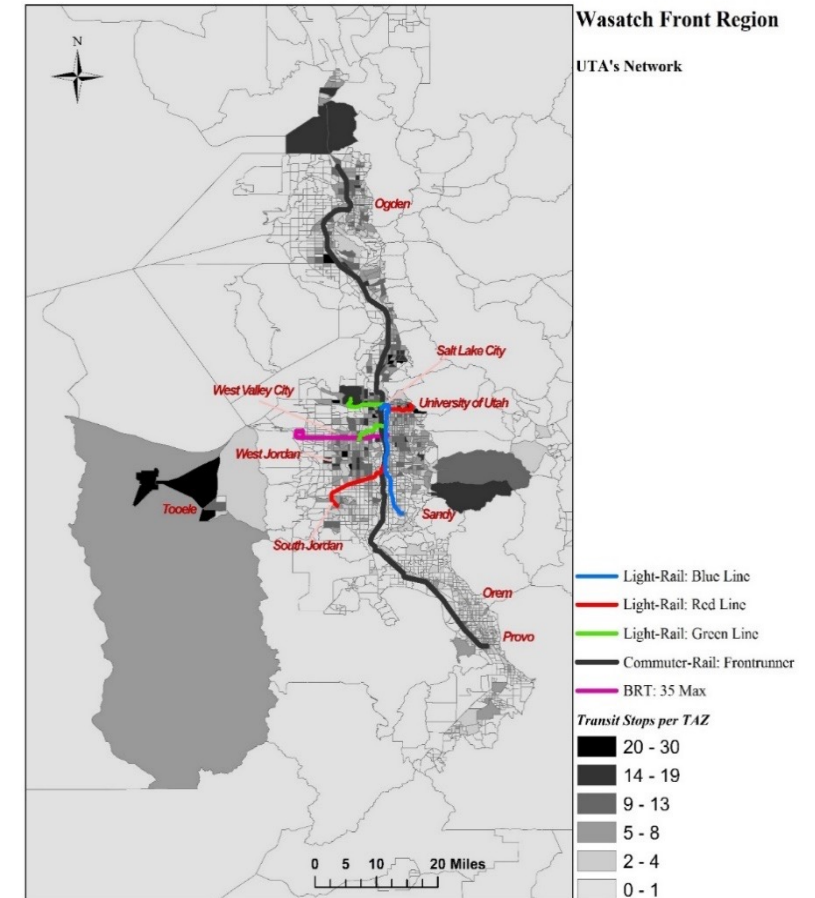 Wasatch Front Region
UTA's Network
N
Ogden
Salt Lake City
West Valley City
University of Utah
West Jordan
Tooele
Sandy
South Jordan
Orem
Provo
Light-Rail: Blue Line
Light-Rail: Red Line
Light-Rail: Green Line
Commuter-Rail: Frontrunner
BRT: 35 Max
Transit Stops per TAZ
20 - 30
14 - 19
9 - 13
5 - 8
2 - 4
0 - 1
0 5 10 20 Miles